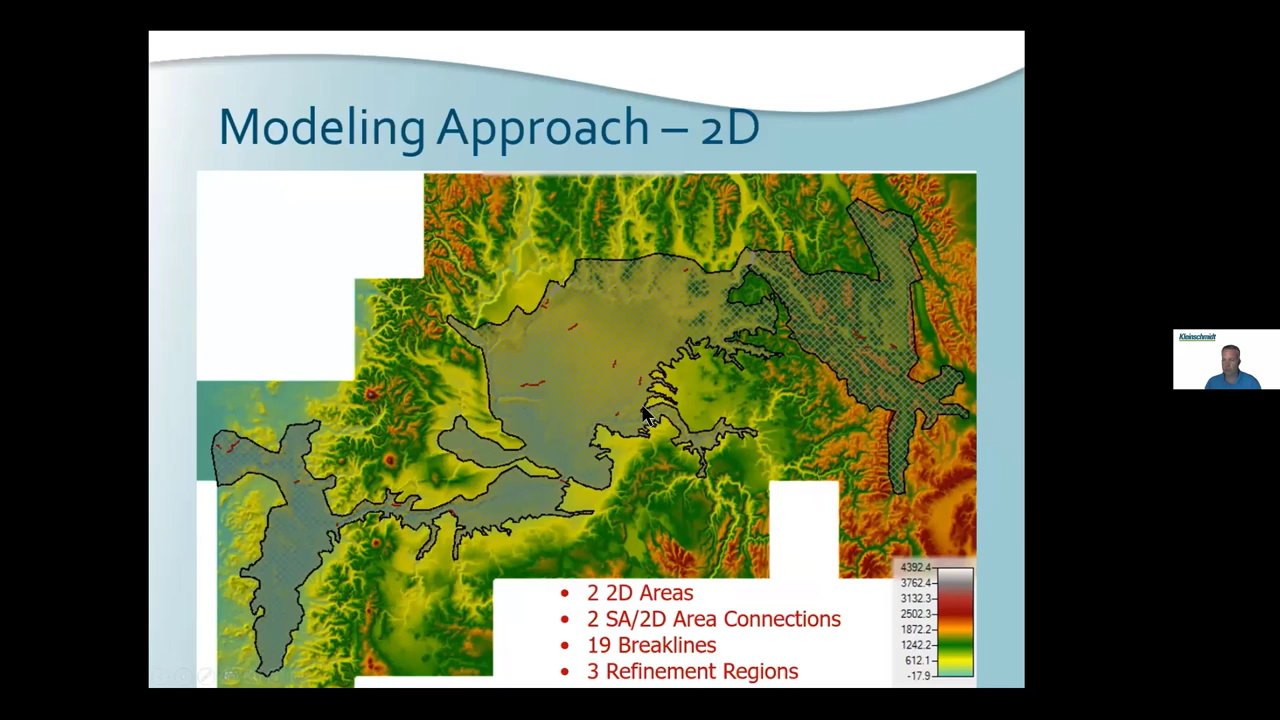 Modeling Approach – 2D
Kleinschmidt
• 2 2D Areas
• 2 SA/2D Area Connections
• 19 Breaklines
• 3 Refinement Regions
4392.4
3762.4
3132.3
2502.3
1872.2
1242.2
612.1
-17.9